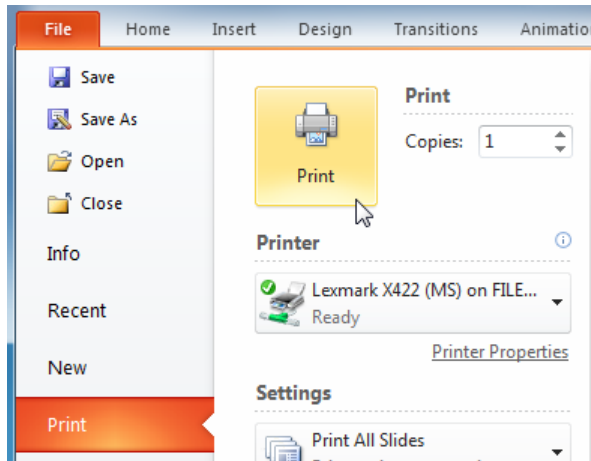 File Home Insert Design Transitions Animatio
Save
Save As
Open
Close
Info
Recent
New
Print
Print
Print
Copies: 1
Printer
Lexmark X422 (MS) on FILE...
Ready
Printer Properties
Settings
Print All Slides